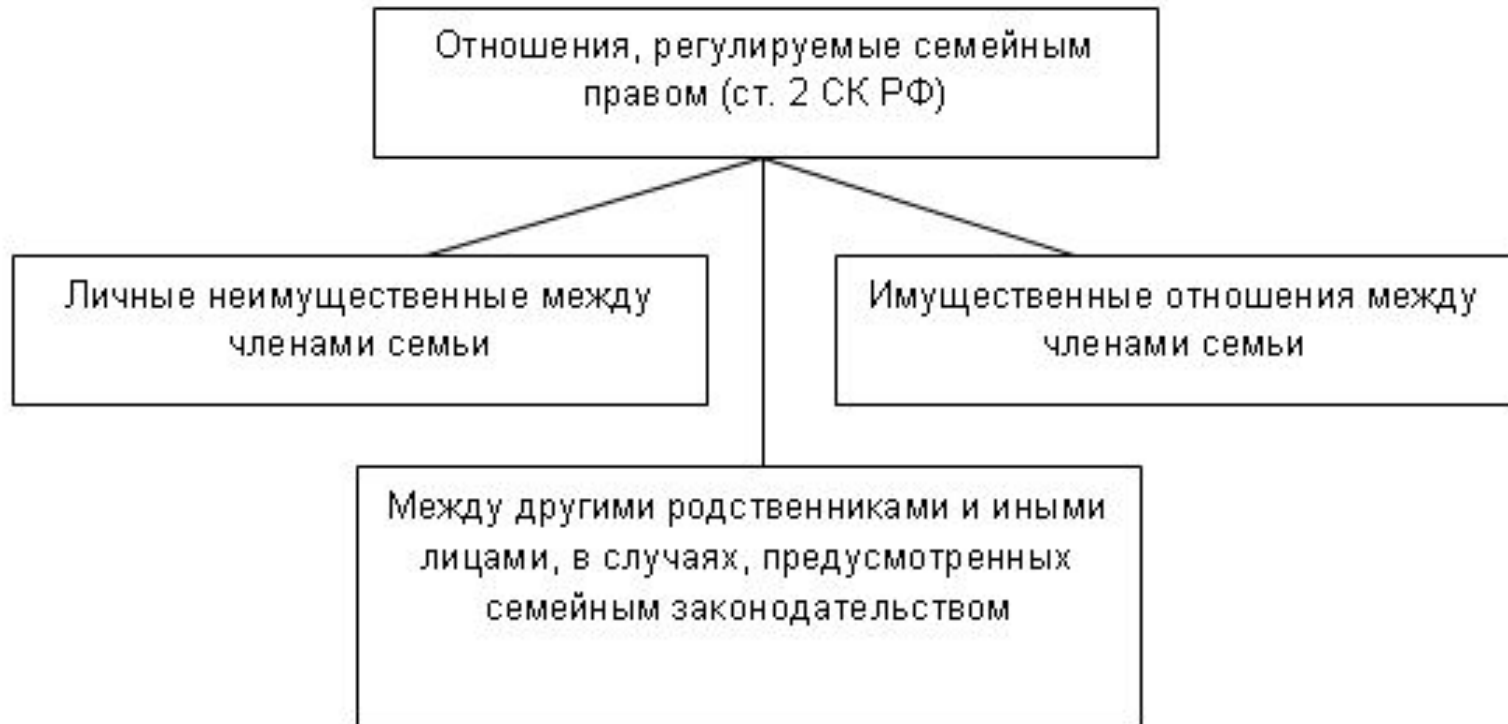 Отношения, регулируемые семейным
правом (ст. 2 СК РФ)
Личные неимущественные между
членами семьи
Имущественные отношения между
членами семьи
Между другими родственниками и иными
лицами, в случаях, предусмотренных
семейным законодательством